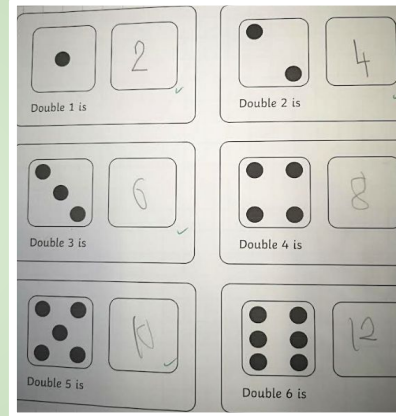 2 4
Double 1 is Double 2 is
6 8
Double 3 is Double 4 is
10 12
Double 5 is Double 6 is